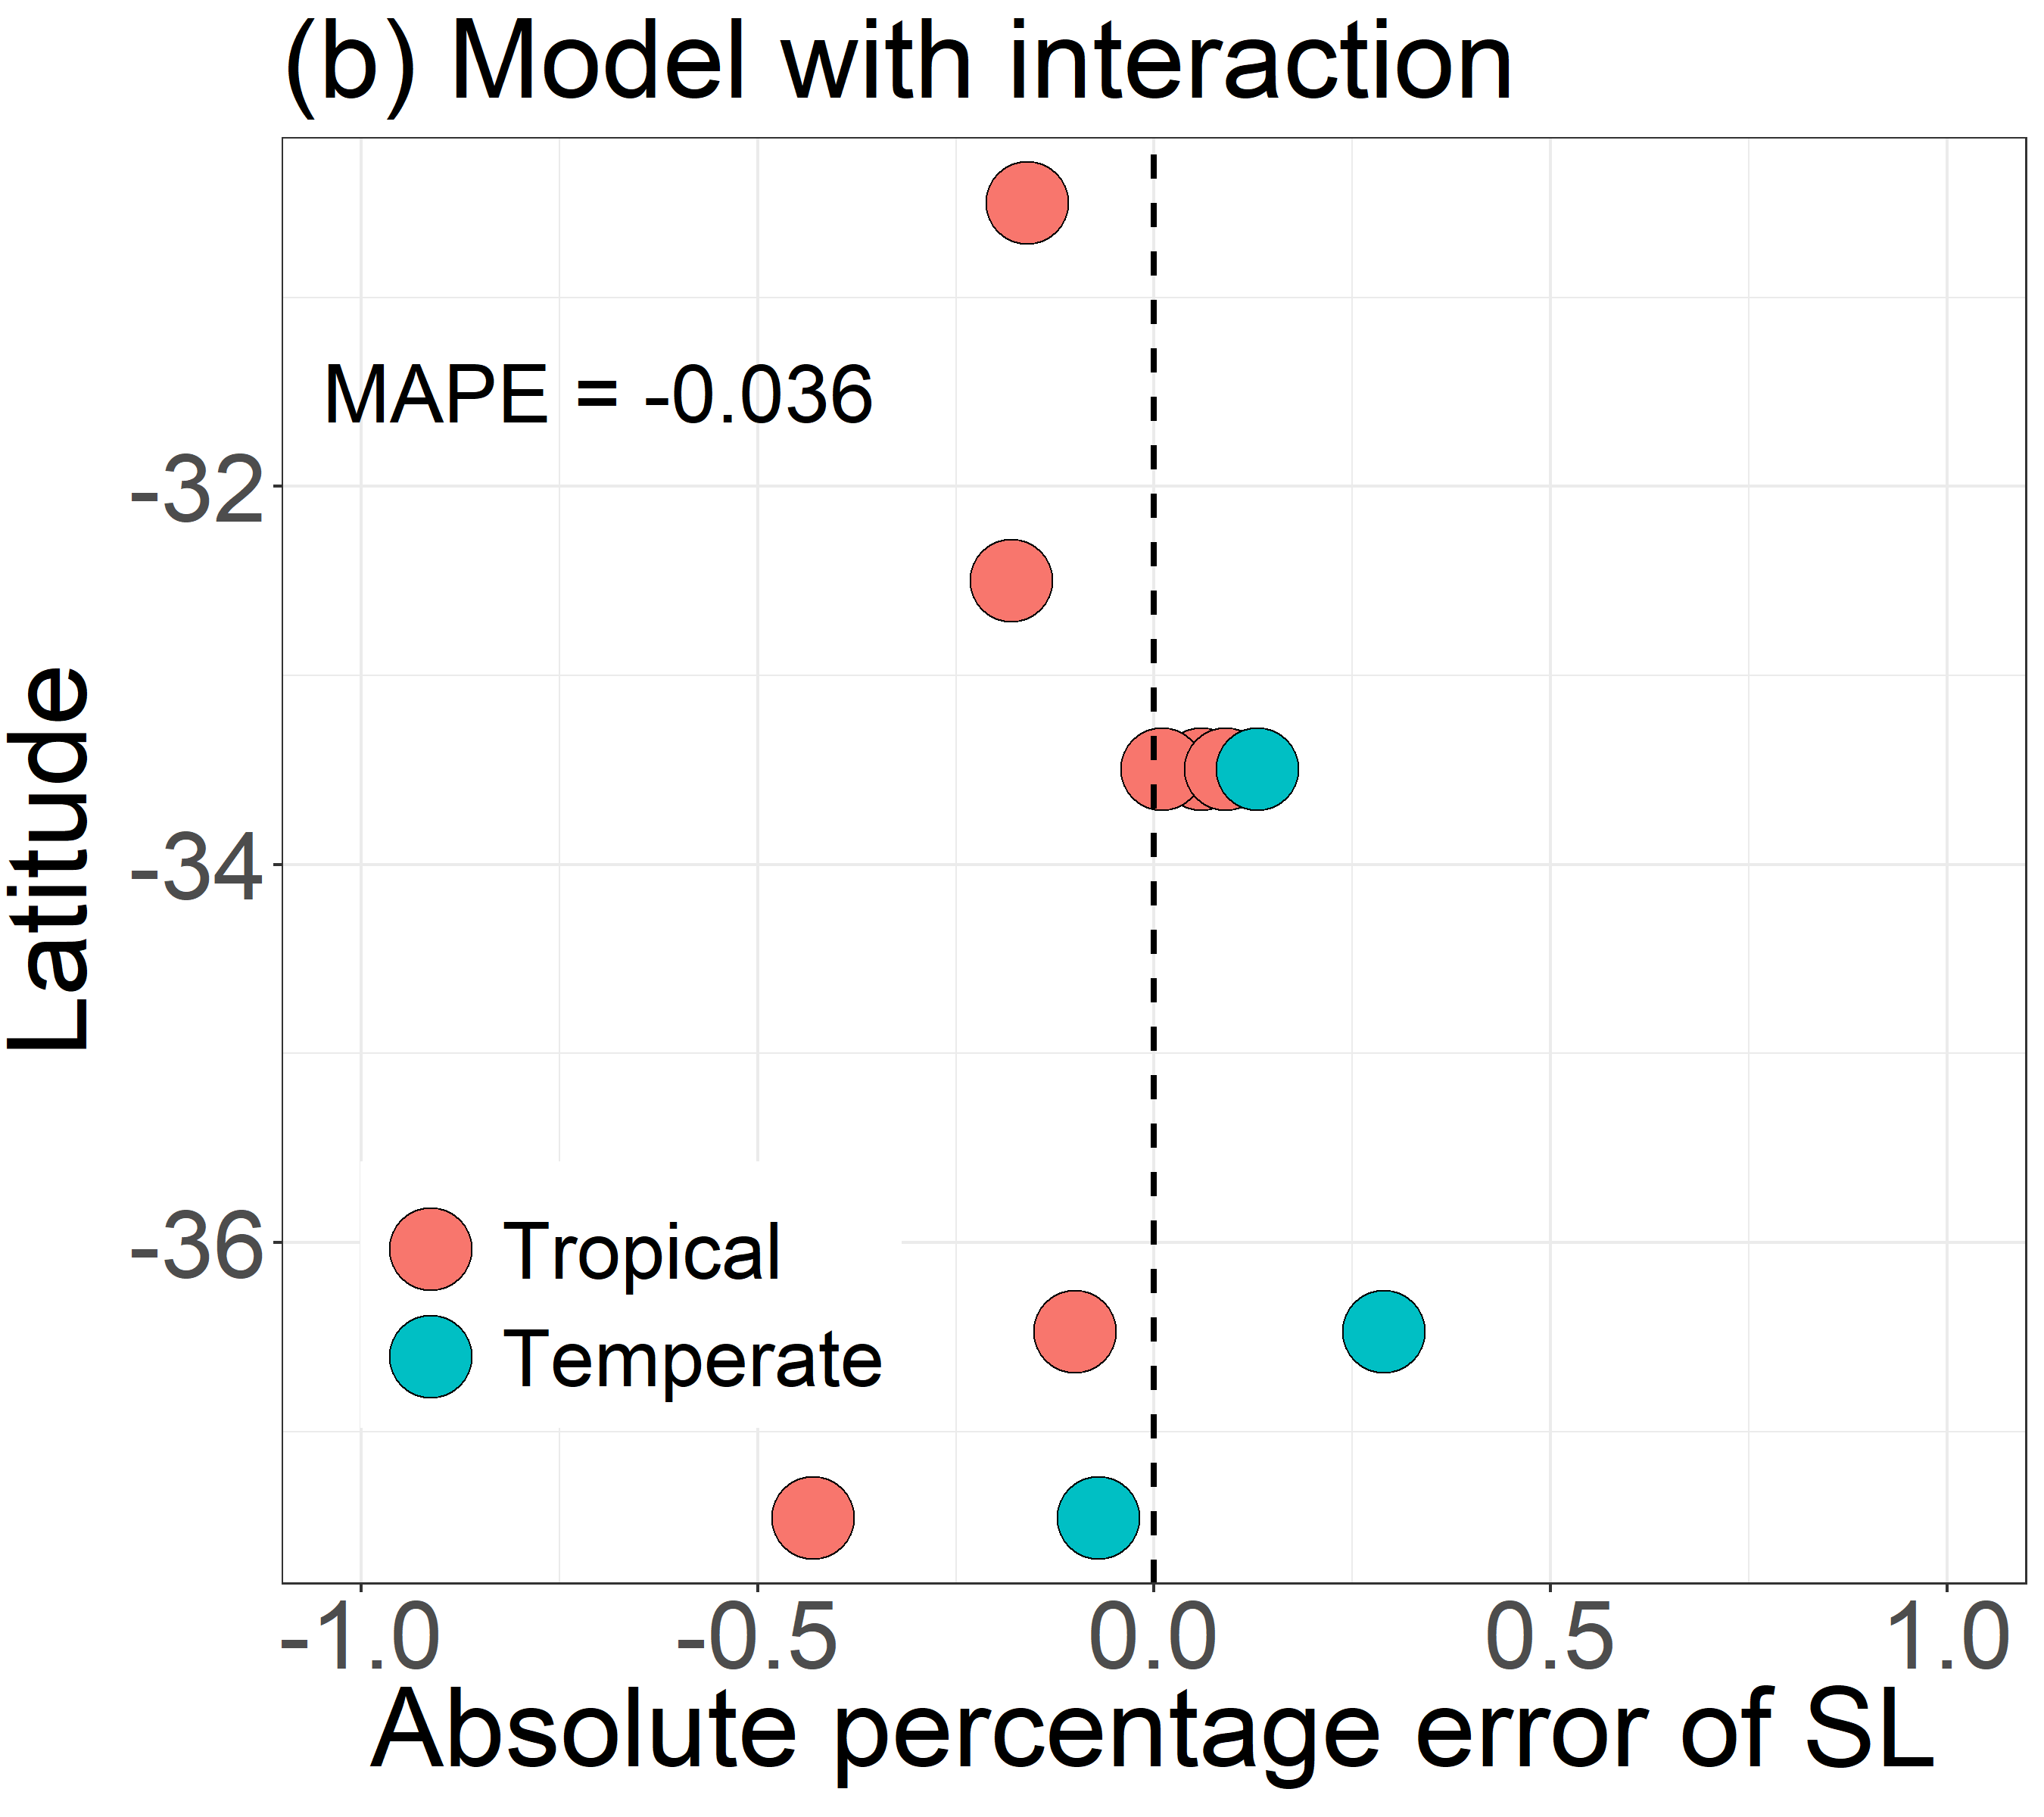 (b) Model with interaction
MAPE = -0.036
-32
-34
-36
Latitude
Tropical
Temperate
-1.0 -0.5 0.0 0.5 1.0
Absolute percentage error of SL